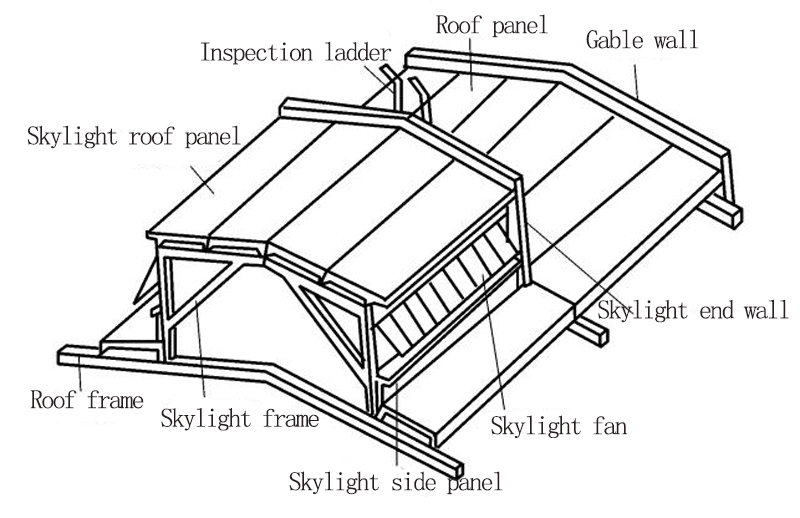 Roof panel
Gable wall
Inspection ladder
Skylight roof panel
Skylight end wall
Roof frame
Skylight frame
Skylight fan
Skylight side panel